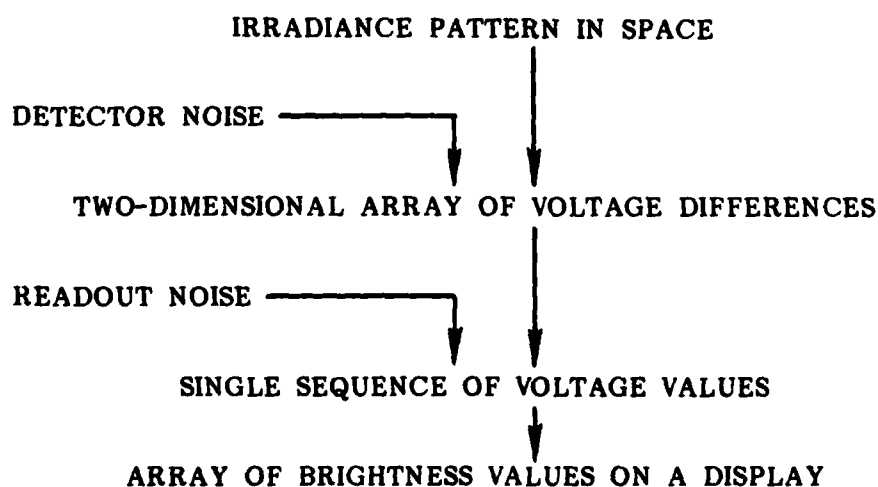 IRRADIANCE PATTERN IN SPACE
DETECTOR NOISE
TWO-DIMENSIONAL ARRAY OF VOLTAGE DIFFERENCES
READOUT NOISE
SINGLE SEQUENCE OF VOLTAGE VALUES
ARRAY OF BRIGHTNESS VALUES ON A DISPLAY